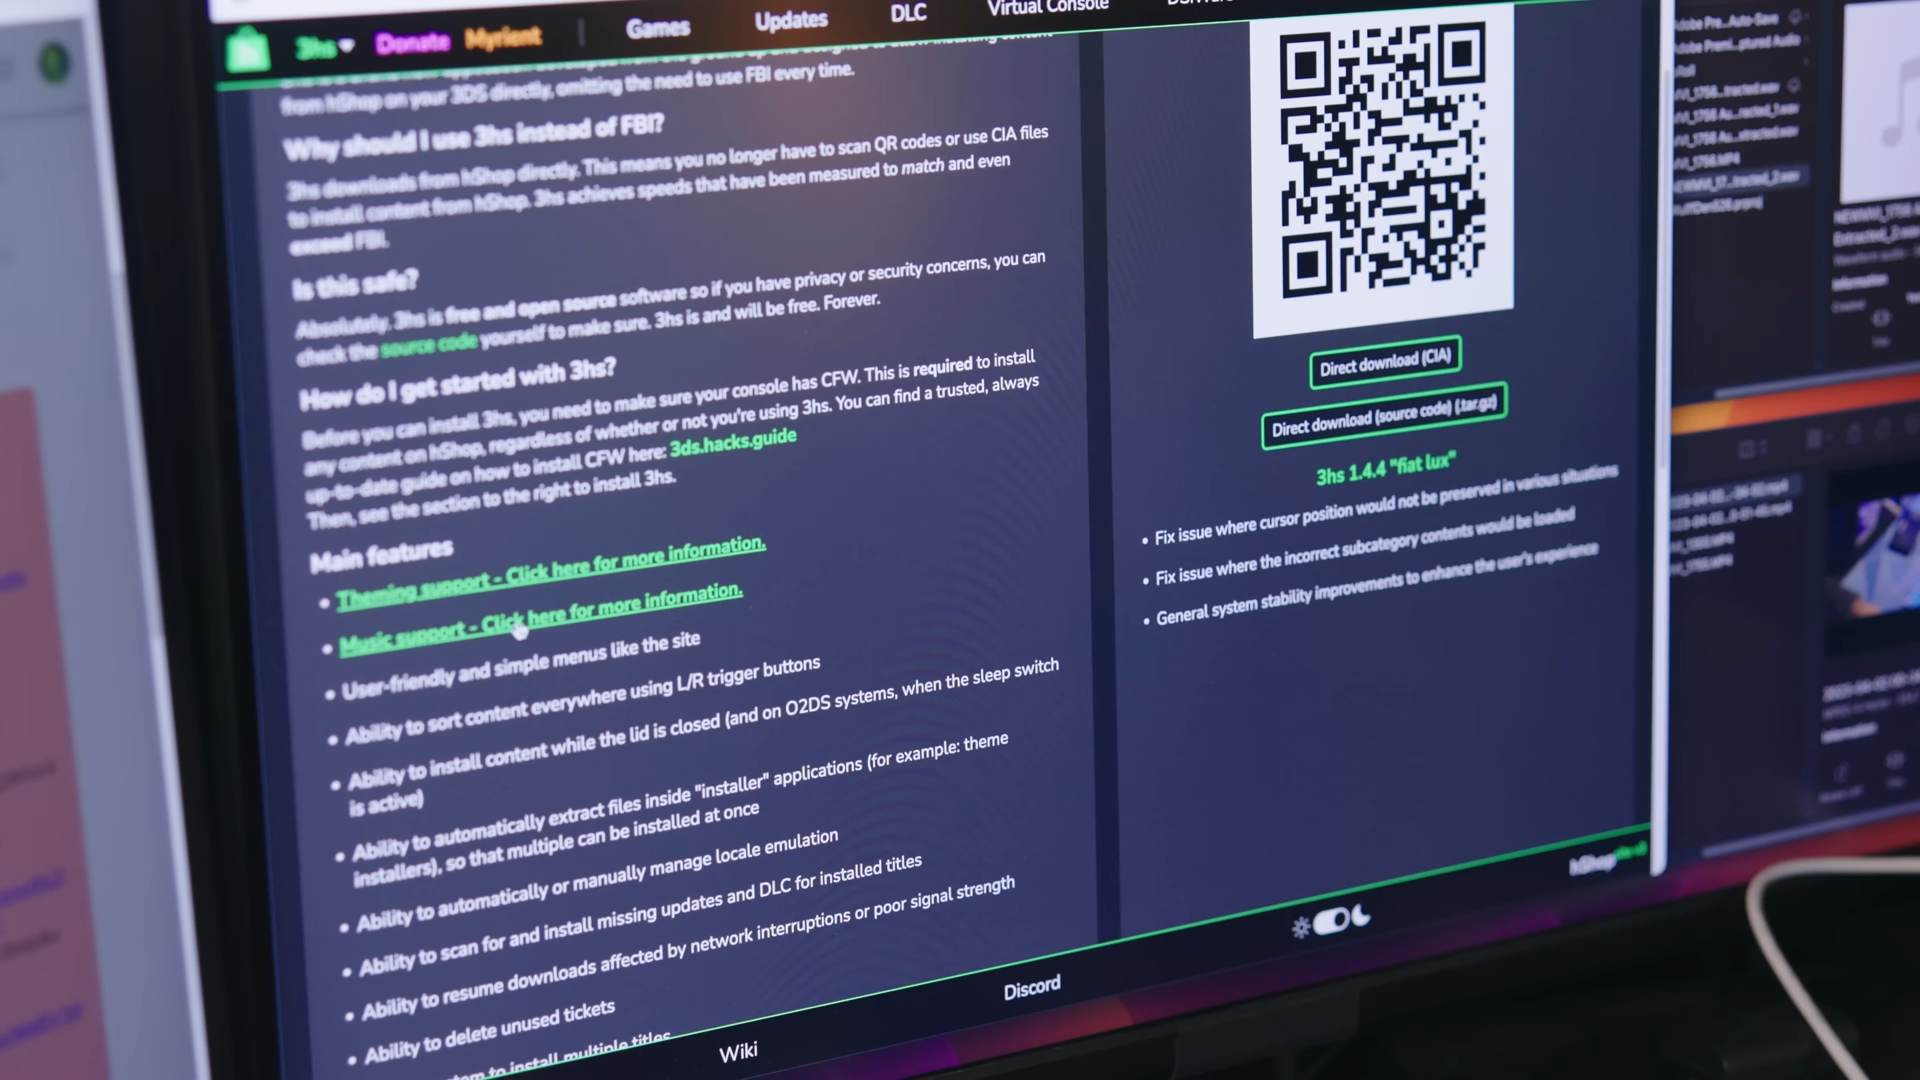 3hs
Donate
Myrient
Games
Updates
DLC
Virtual Console
from hShop on your 3DS directly, omitting the need to use FBI every time.
Why should I use 3hs instead of FBI?
3hs downloads from hShop directly. This means you no longer have to scan QR codes or use CIA files
to install content from hShop. 3hs achieves speeds that have been measured to match and even
exceed FBI.
Is this safe?
Absolutely. 3hs is free and open source software so if you have privacy or security concerns, you can
check the source code yourself to make sure. 3hs is and will be free. Forever.
How do I get started with 3hs?
Before you can install 3hs, you need to make sure your console has CFW. This is required to install
any content on hShop, regardless of whether or not you're using 3hs. You can find a trusted, always
up-to-date guide on how to install CFW here: 3ds.hacks.guide
Then, see the section to the right to install 3hs.
Main features
• Theming support - Click here for more information.
• Music support - Click here for more information.
• User-friendly and simple menus like the site
• Ability to sort content everywhere using L/R trigger buttons
• Ability to install content while the lid is closed (and on O2DS systems, when the sleep switch
is active)
• Ability to automatically extract files inside "installer" applications (for example: theme
installers), so that multiple can be installed at once
• Ability to automatically or manually manage locale emulation
• Ability to scan for and install missing updates and DLC for installed titles
• Ability to resume downloads affected by network interruptions or poor signal strength
• Ability to delete unused tickets
to install multiple titles
Direct download (CIA)
Direct download (source code) (.tar.gz)
3hs 1.4.4 "fiat lux"
• Fix issue where cursor position would not be preserved in various situations
• Fix issue where the incorrect subcategory contents would be loaded
• General system stability improvements to enhance the user's experience
hShop
Wiki
Discord
Information